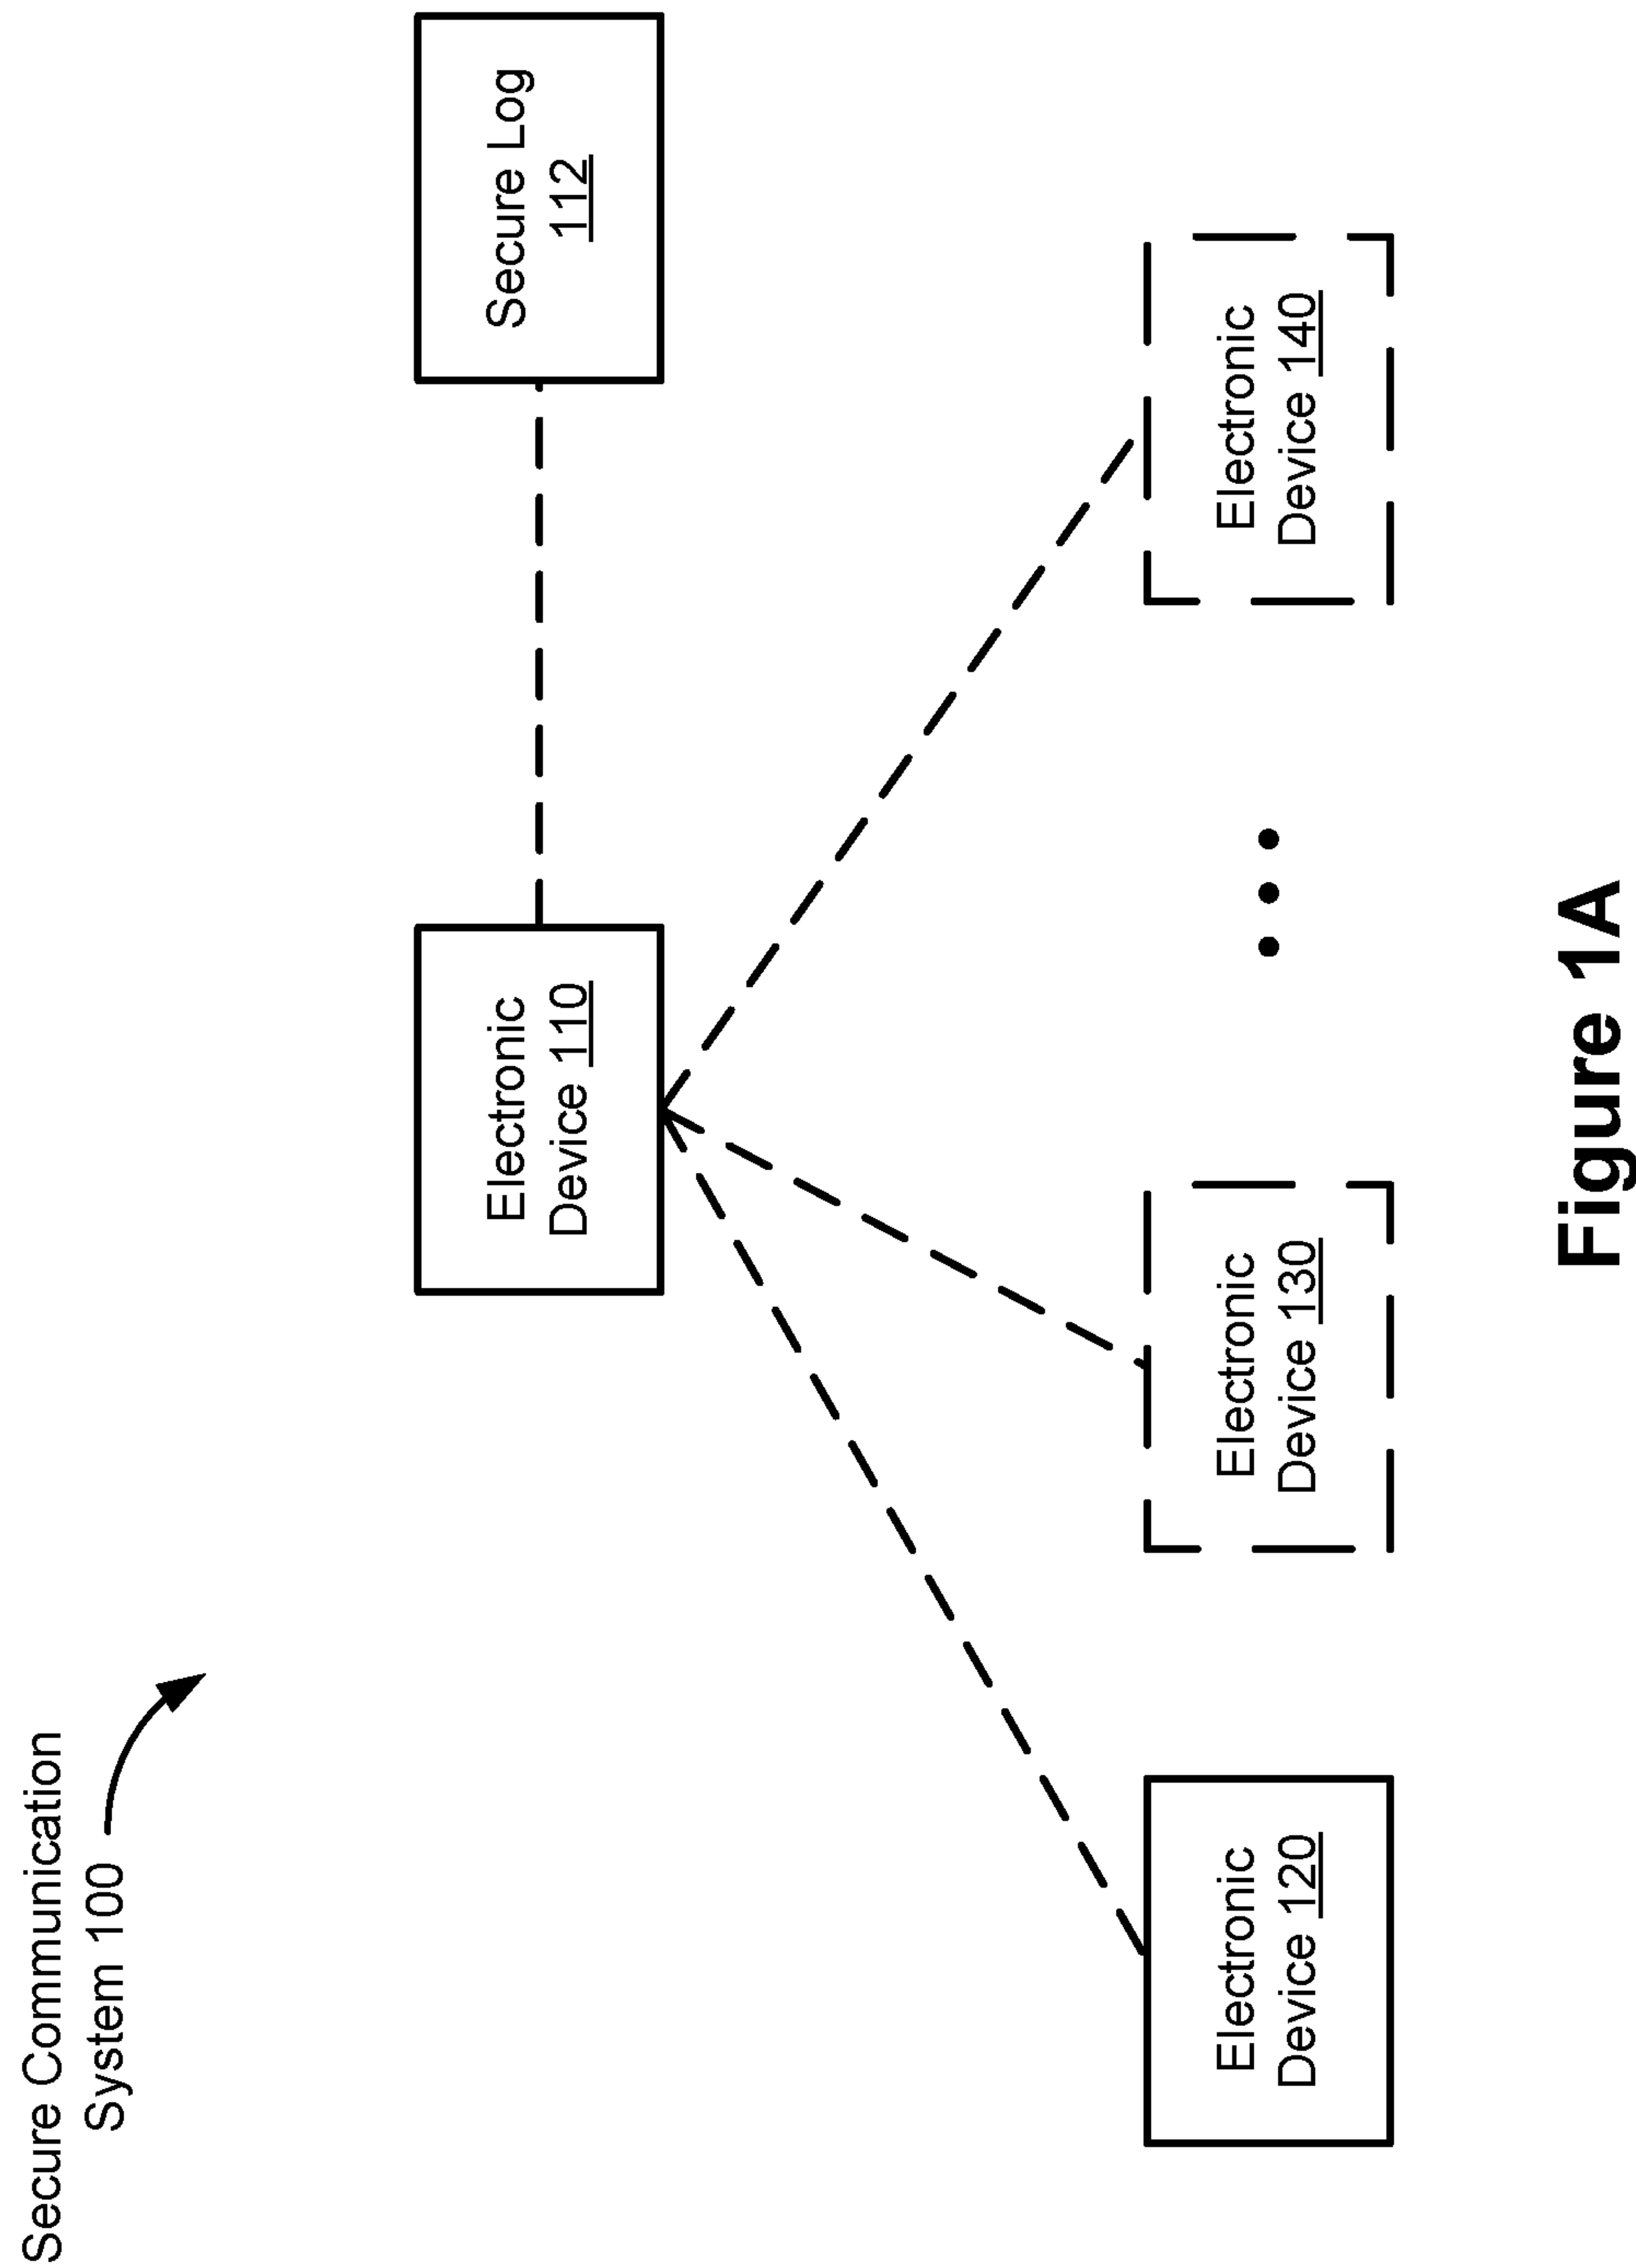 Secure Communication
System 100
Electronic
Device 110
Secure Log
112
Electronic
Device 120
Electronic
Device 130
Electronic
Device 140
Figure 1A